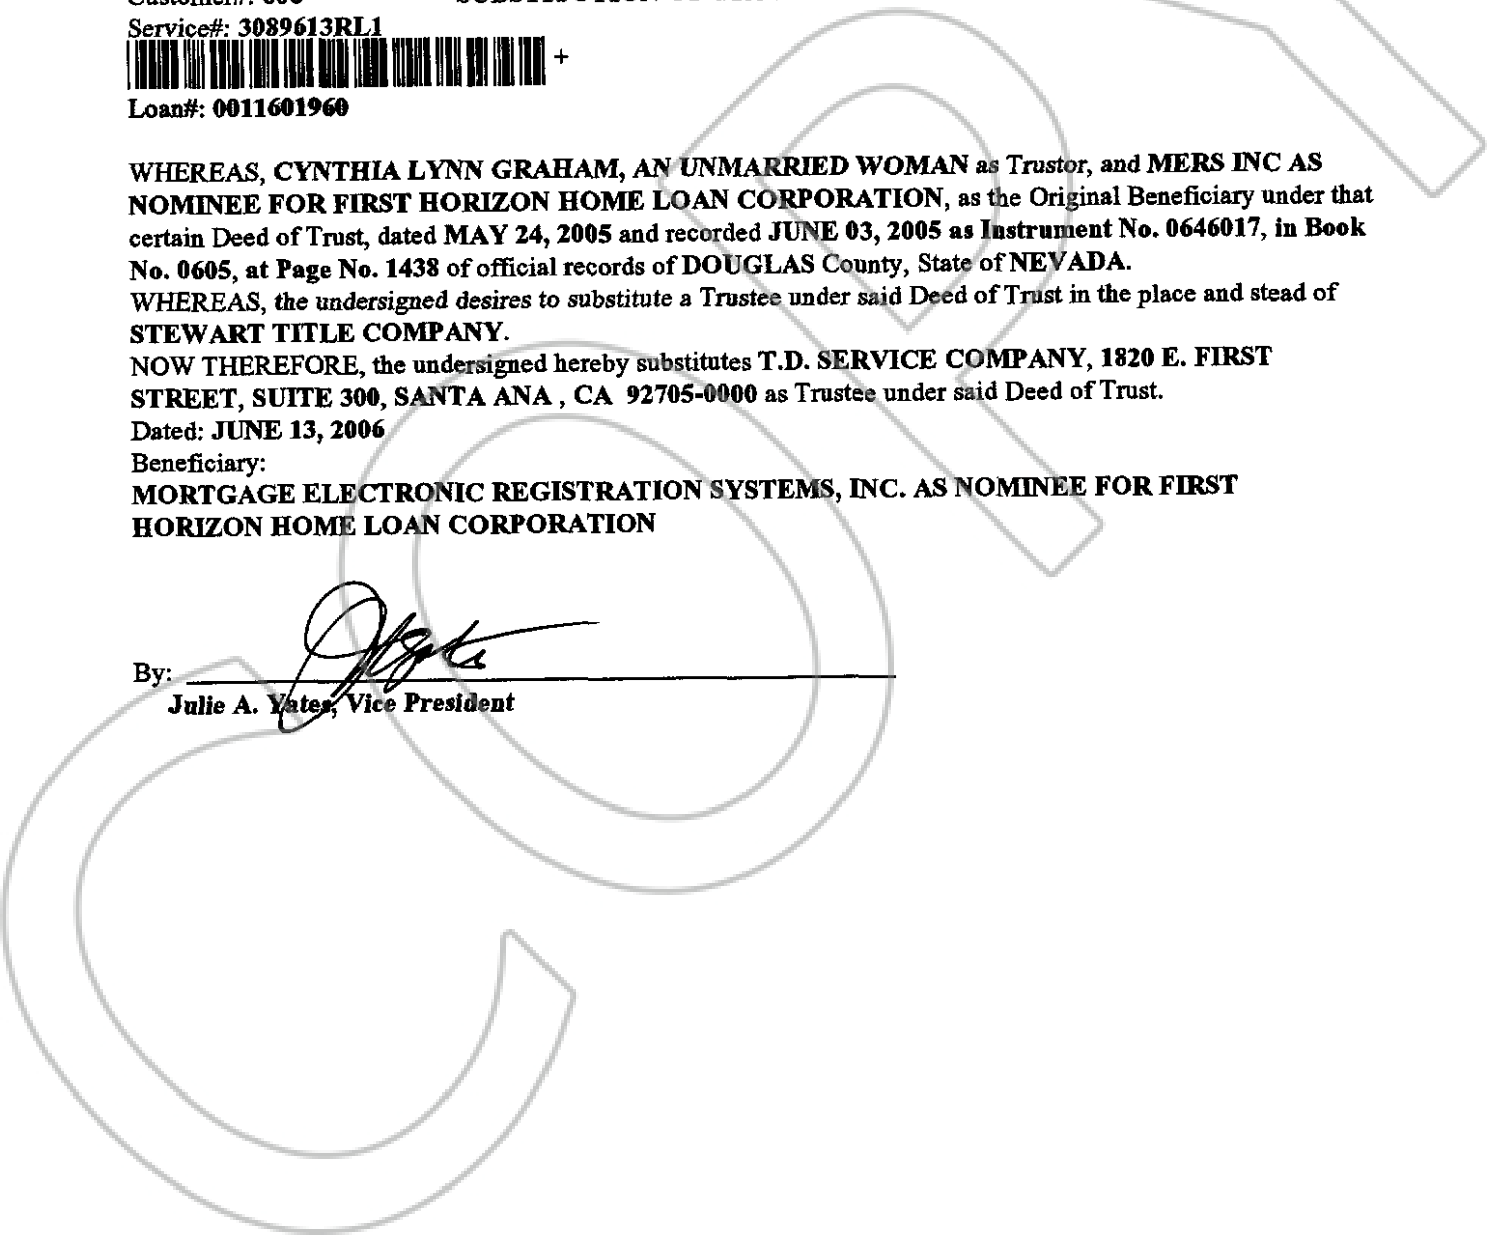 Service#: 3089613RL1
+
Loan#: 0011601960
WHEREAS, CYNTHIA LYNN GRAHAM, AN UNMARRIED WOMAN as Trustor, and MERS INC AS
NOMINEE FOR FIRST HORIZON HOME LOAN CORPORATION, as the Original Beneficiary under that
certain Deed of Trust, dated MAY 24, 2005 and recorded JUNE 03, 2005 as Instrument No. 0646017, in Book
No. 0605, at Page No. 1438 of official records of DOUGLAS County, State of NEVADA.
WHEREAS, the undersigned desires to substitute a Trustee under said Deed of Trust in the place and stead of
STEWART TITLE COMPANY.
NOW THEREFORE, the undersigned hereby substitutes T.D. SERVICE COMPANY, 1820 E. FIRST
STREET, SUITE 300, SANTA ANA , CA 92705-0000 as Trustee under said Deed of Trust.
Dated: JUNE 13, 2006
Beneficiary:
MORTGAGE ELECTRONIC REGISTRATION SYSTEMS, INC. AS NOMINEE FOR FIRST
HORIZON HOME LOAN CORPORATION
By:
Julie A. Yates, Vice President
COPY